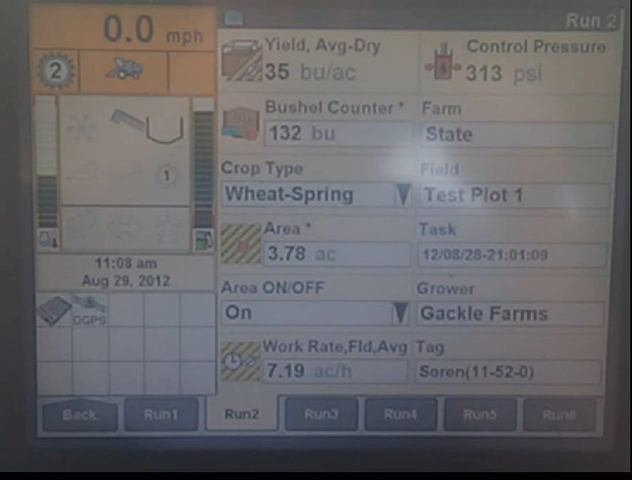 0.0 mph
Run 2
2
Yield, Avg-Dry
35 bu/ac
Control Pressure
313 psi
Bushel Counter *
132 bu
Farm
State
1
Crop Type
Wheat-Spring
Field
Test Plot 1
Area *
3.78 ac
Task
12/08/28-21:01:09
11:08 am
Aug 29, 2012
DGPS
Area ON/OFF
On
Grower
Gackle Farms
Work Rate,Fld,Avg
7.19 ac/h
Tag
Soren(11-52-0)
Back Run1 Run2 Run3 Run4 Run5 Run6